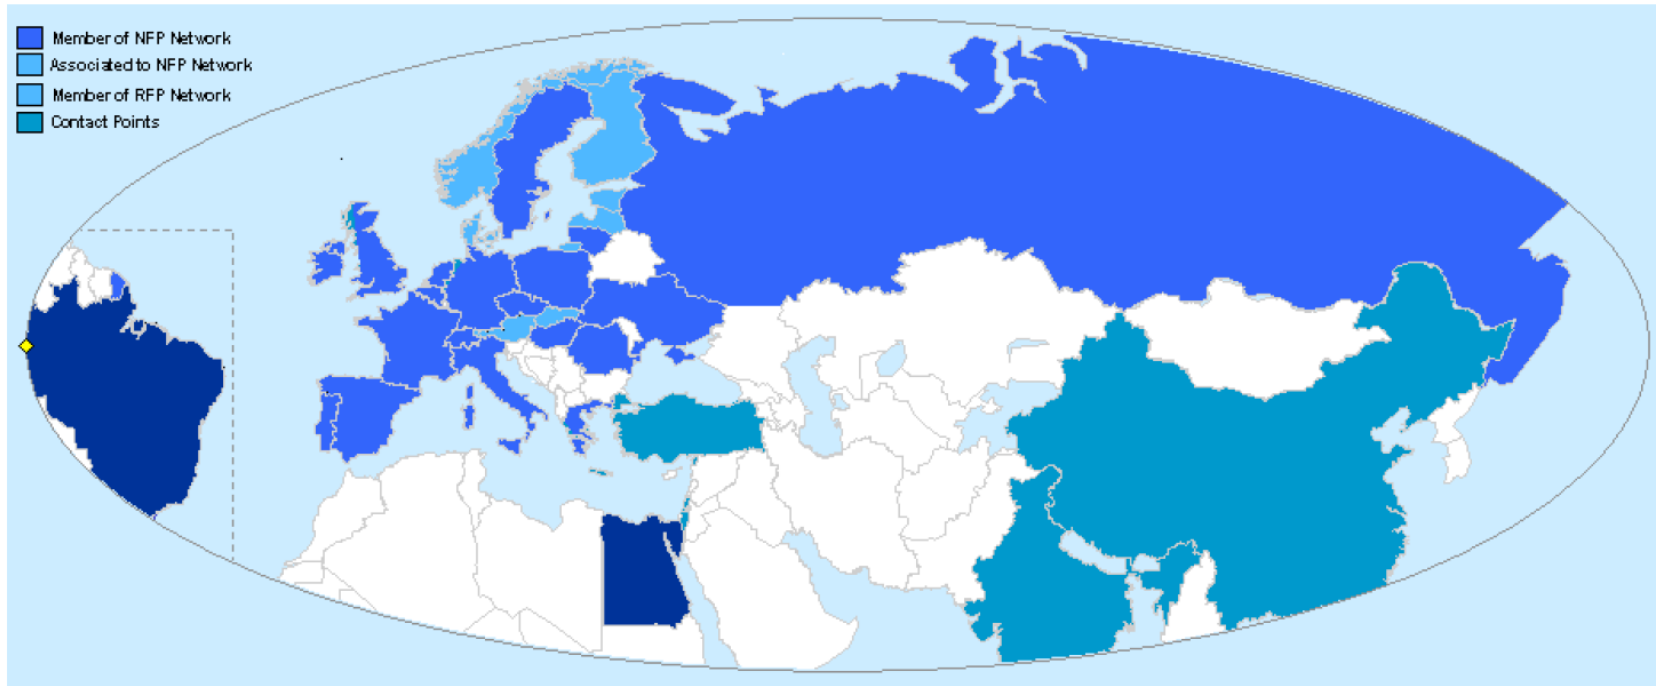 Member of NFP Network
Associated to NFP Network
Member of RFP Network
Contact Points